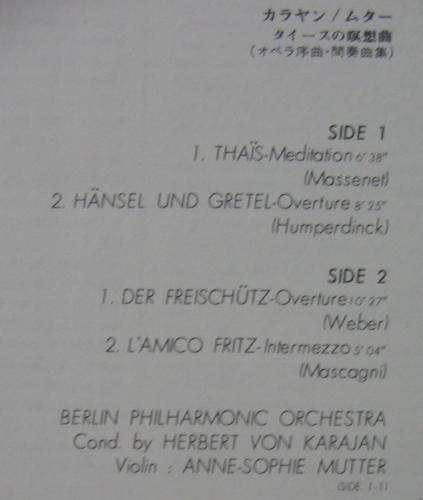 カラヤン/ムター
タイースの瞑想曲
(オペラ序曲・間奏曲集)
SIDE 1
1. THAÏS-Meditation 6'38"
(Massenet)
2. HÄNSEL UND GRETEL-Overture 8'25"
(Humperdinck)
SIDE 2
1. DER FREISCHÜTZ-Overture 10'27"
(Weber)
2. L'AMICO FRITZ-Intermezzo 5'04"
(Mascagni)
BERLIN PHILHARMONIC ORCHESTRA
Cond. by HERBERT VON KARAJAN
Violin : ANNE-SOPHIE MUTTER
(SIDE 1-1)